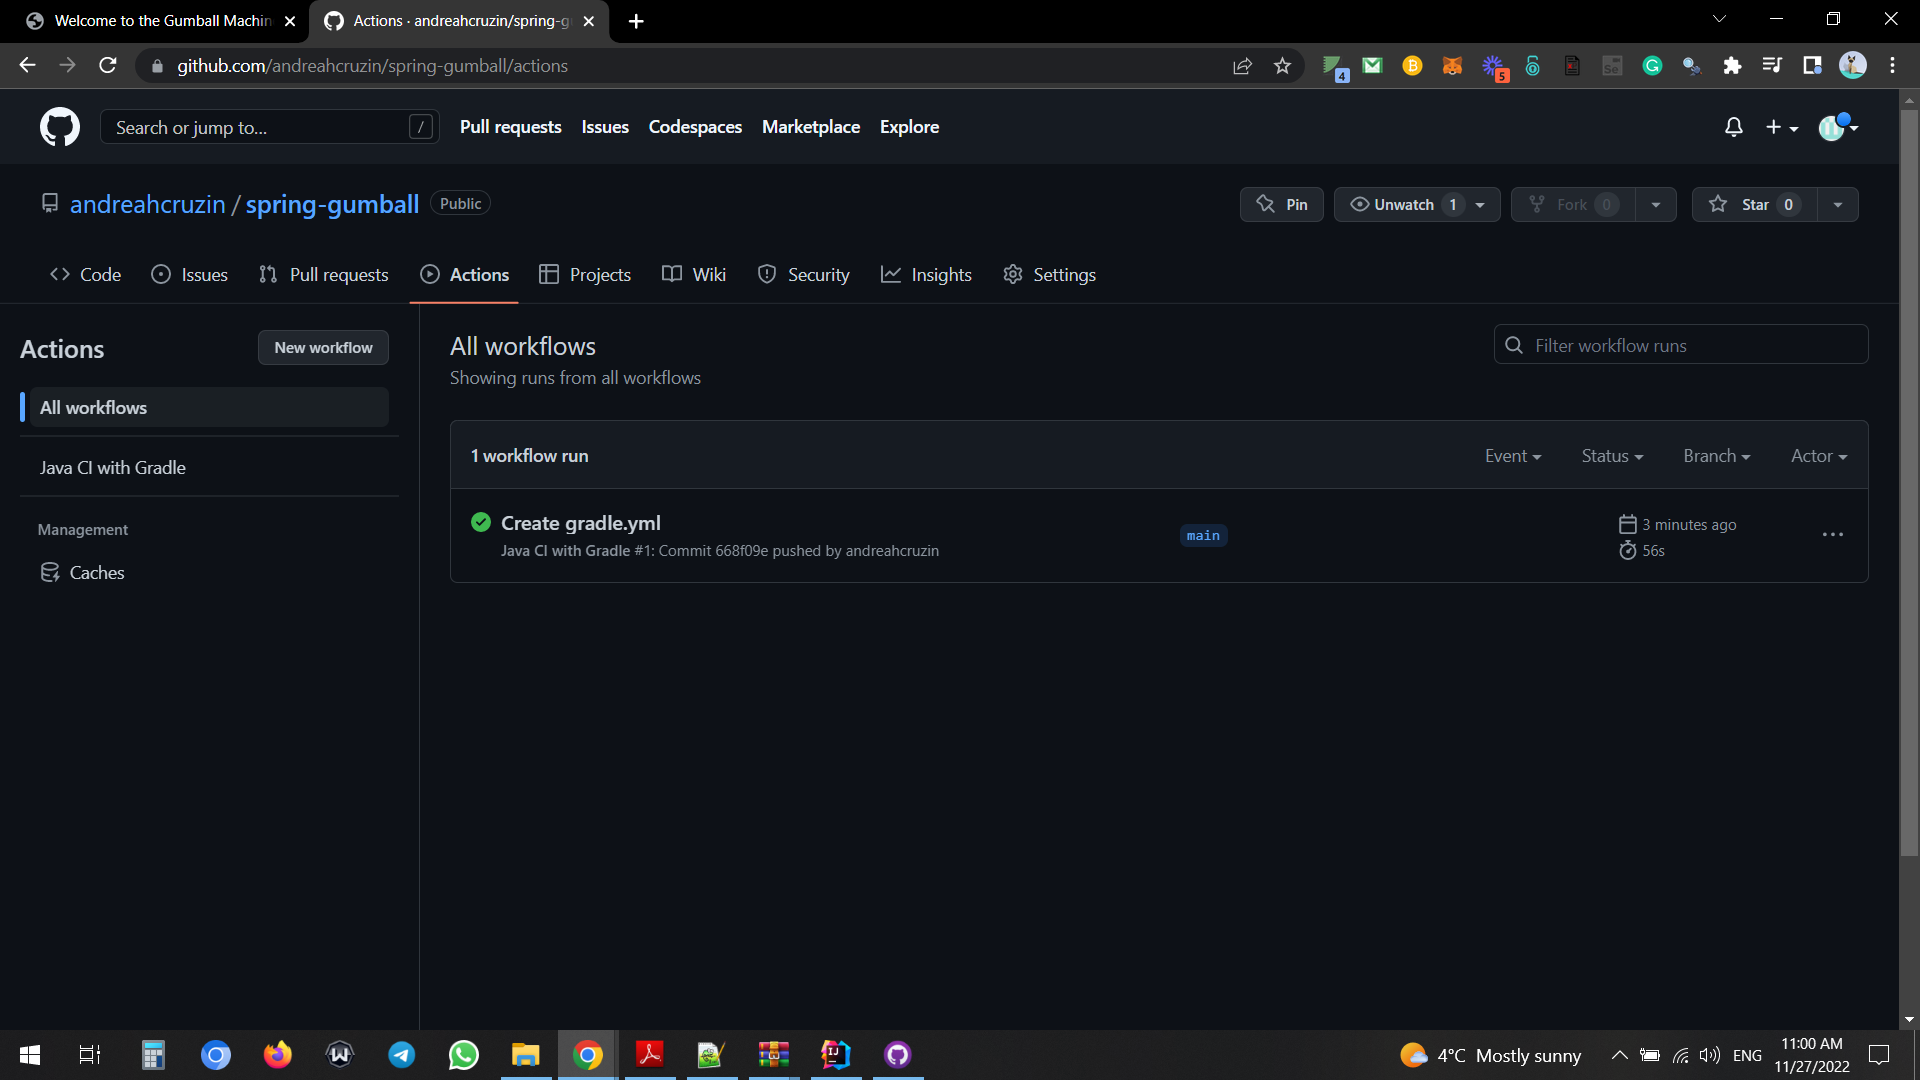 Welcome to the Gumball Machin
Actions · andreahcruzin/spring-g
github.com/andreahcruzin/spring-gumball/actions
4
5
Search or jump to...
/
Pull requests
Issues
Codespaces
Marketplace
Explore
andreahcruzin / spring-gumball
Public
Pin
Unwatch 1
Fork 0
Star 0
Code
Issues
Pull requests
Actions
Projects
Wiki
Security
Insights
Settings
Actions
New workflow
All workflows
Java CI with Gradle
Management
Caches
All workflows
Showing runs from all workflows
Filter workflow runs
1 workflow run
Event
Status
Branch
Actor
Create gradle.yml
Java CI with Gradle #1: Commit 668f09e pushed by andreahcruzin
main
3 minutes ago
56s
4°C Mostly sunny
ENG
11:00 AM
11/27/2022